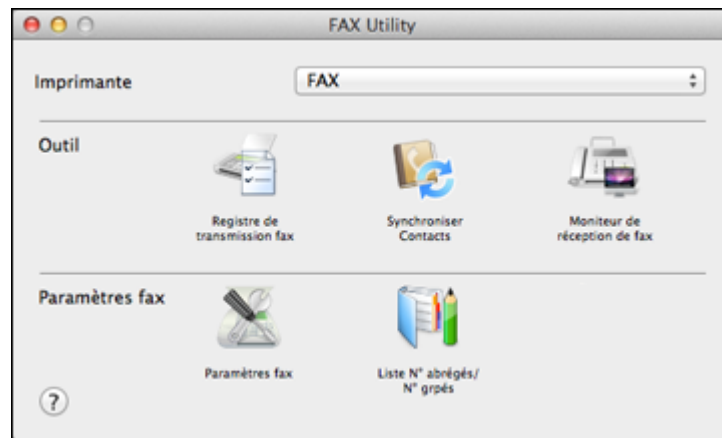 FAX Utility
Imprimante
FAX
Outil
Registre de
transmission fax
Synchroniser
Contacts
Moniteur de
réception de fax
Paramètres fax
Paramètres fax
Liste N° abrégés/
N° grpés
?